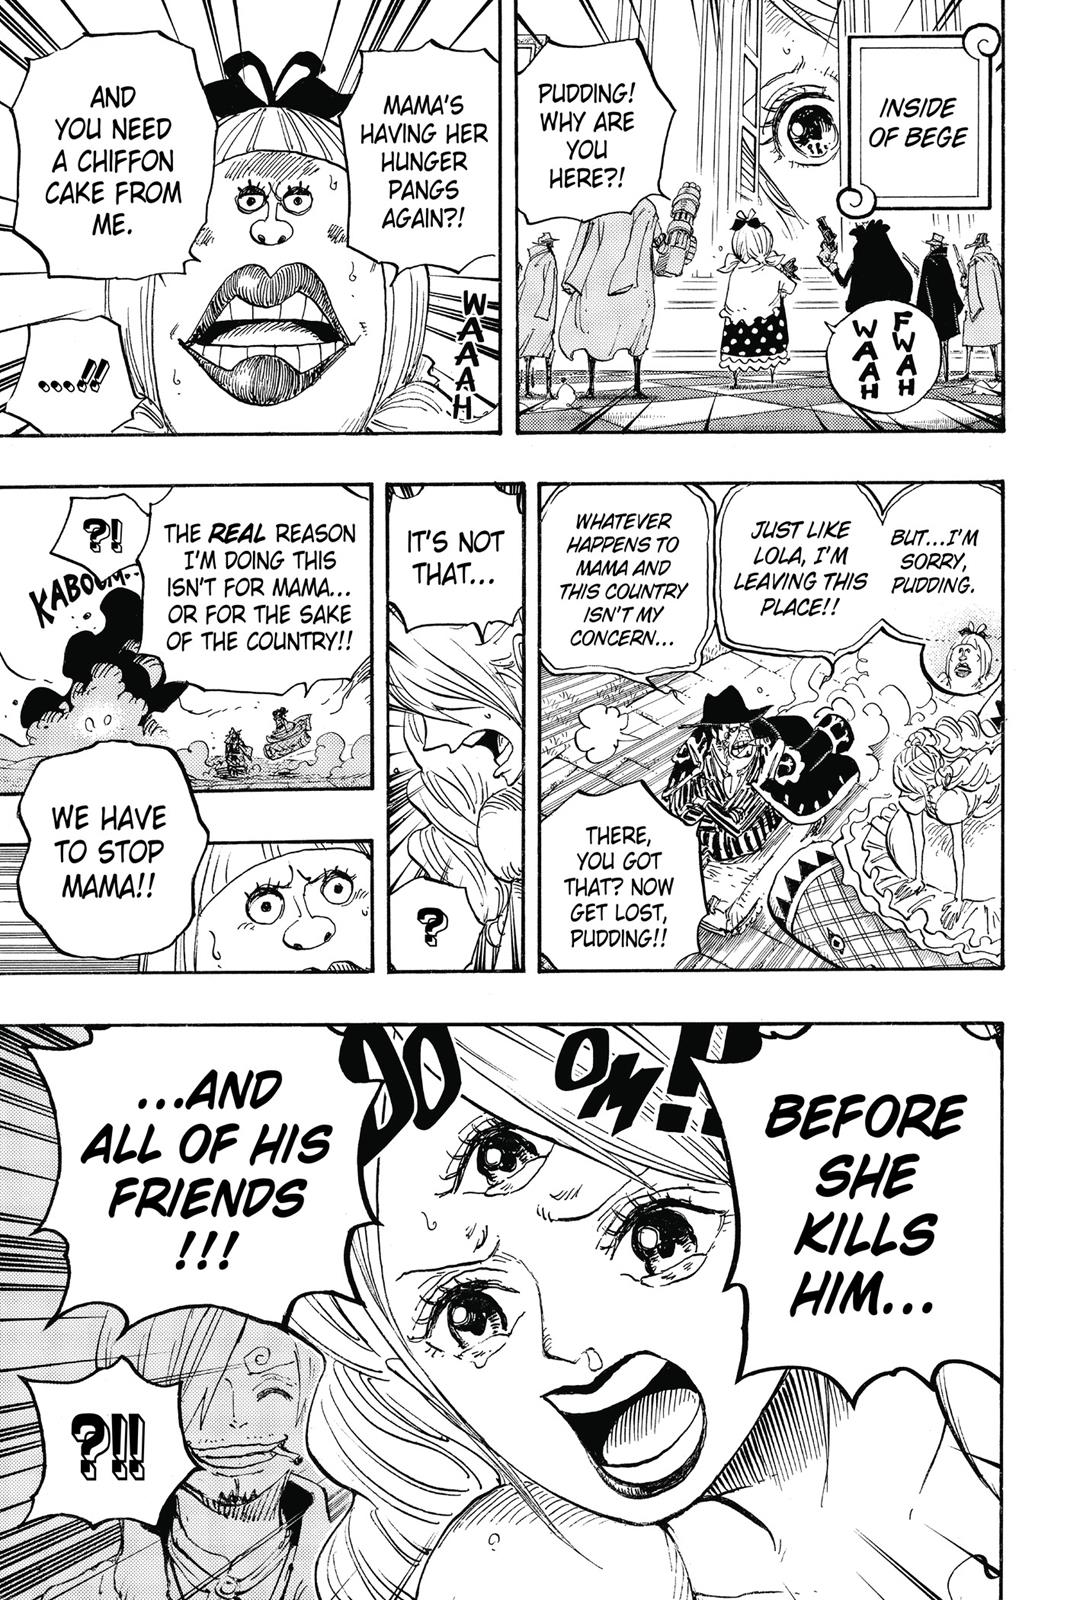 INSIDE
OF BEGE
PUDDING!
WHY ARE
YOU
HERE?!
FWAH
WAAH
MAMA'S
HAVING HER
HUNGER
PANGS
AGAIN?!
AND
YOU NEED
A CHIFFON
CAKE FROM
ME.
WAAAH
....!!
BUT...I'M
SORRY,
PUDDING.
JUST LIKE
LOLA, I'M
LEAVING THIS
PLACE!!
WHATEVER
HAPPENS TO
MAMA AND
THIS COUNTRY
ISN'T MY
CONCERN...
THERE,
YOU GOT
THAT? NOW
GET LOST,
PUDDING!!
IT'S NOT
THAT...
?
THE REAL REASON
I'M DOING THIS
ISN'T FOR MAMA...
OR FOR THE SAKE
OF THE COUNTRY!!
?!
WE HAVE
TO STOP
MAMA!!
BEFORE
SHE
KILLS
HIM...
OM!!
...AND
ALL OF HIS
FRIENDS
!!!
?!!